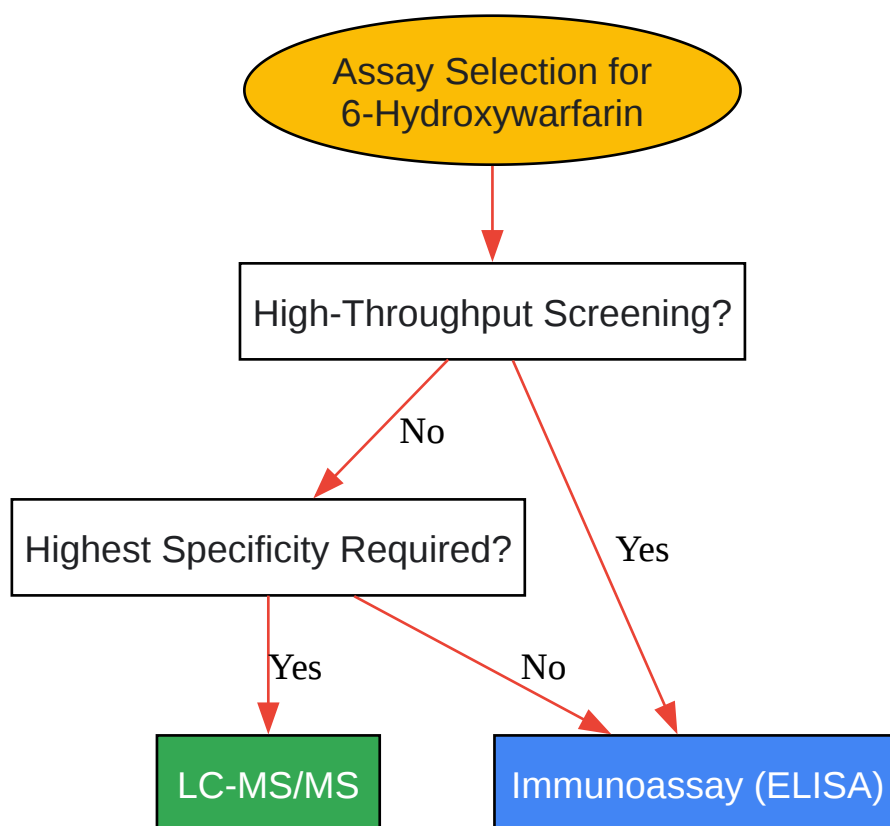 Assay Selection for
6-Hydroxywarfarin
High-Throughput Screening?
No
Highest Specificity Required?
Yes
Yes
No
LC-MS/MS
Immunoassay (ELISA)